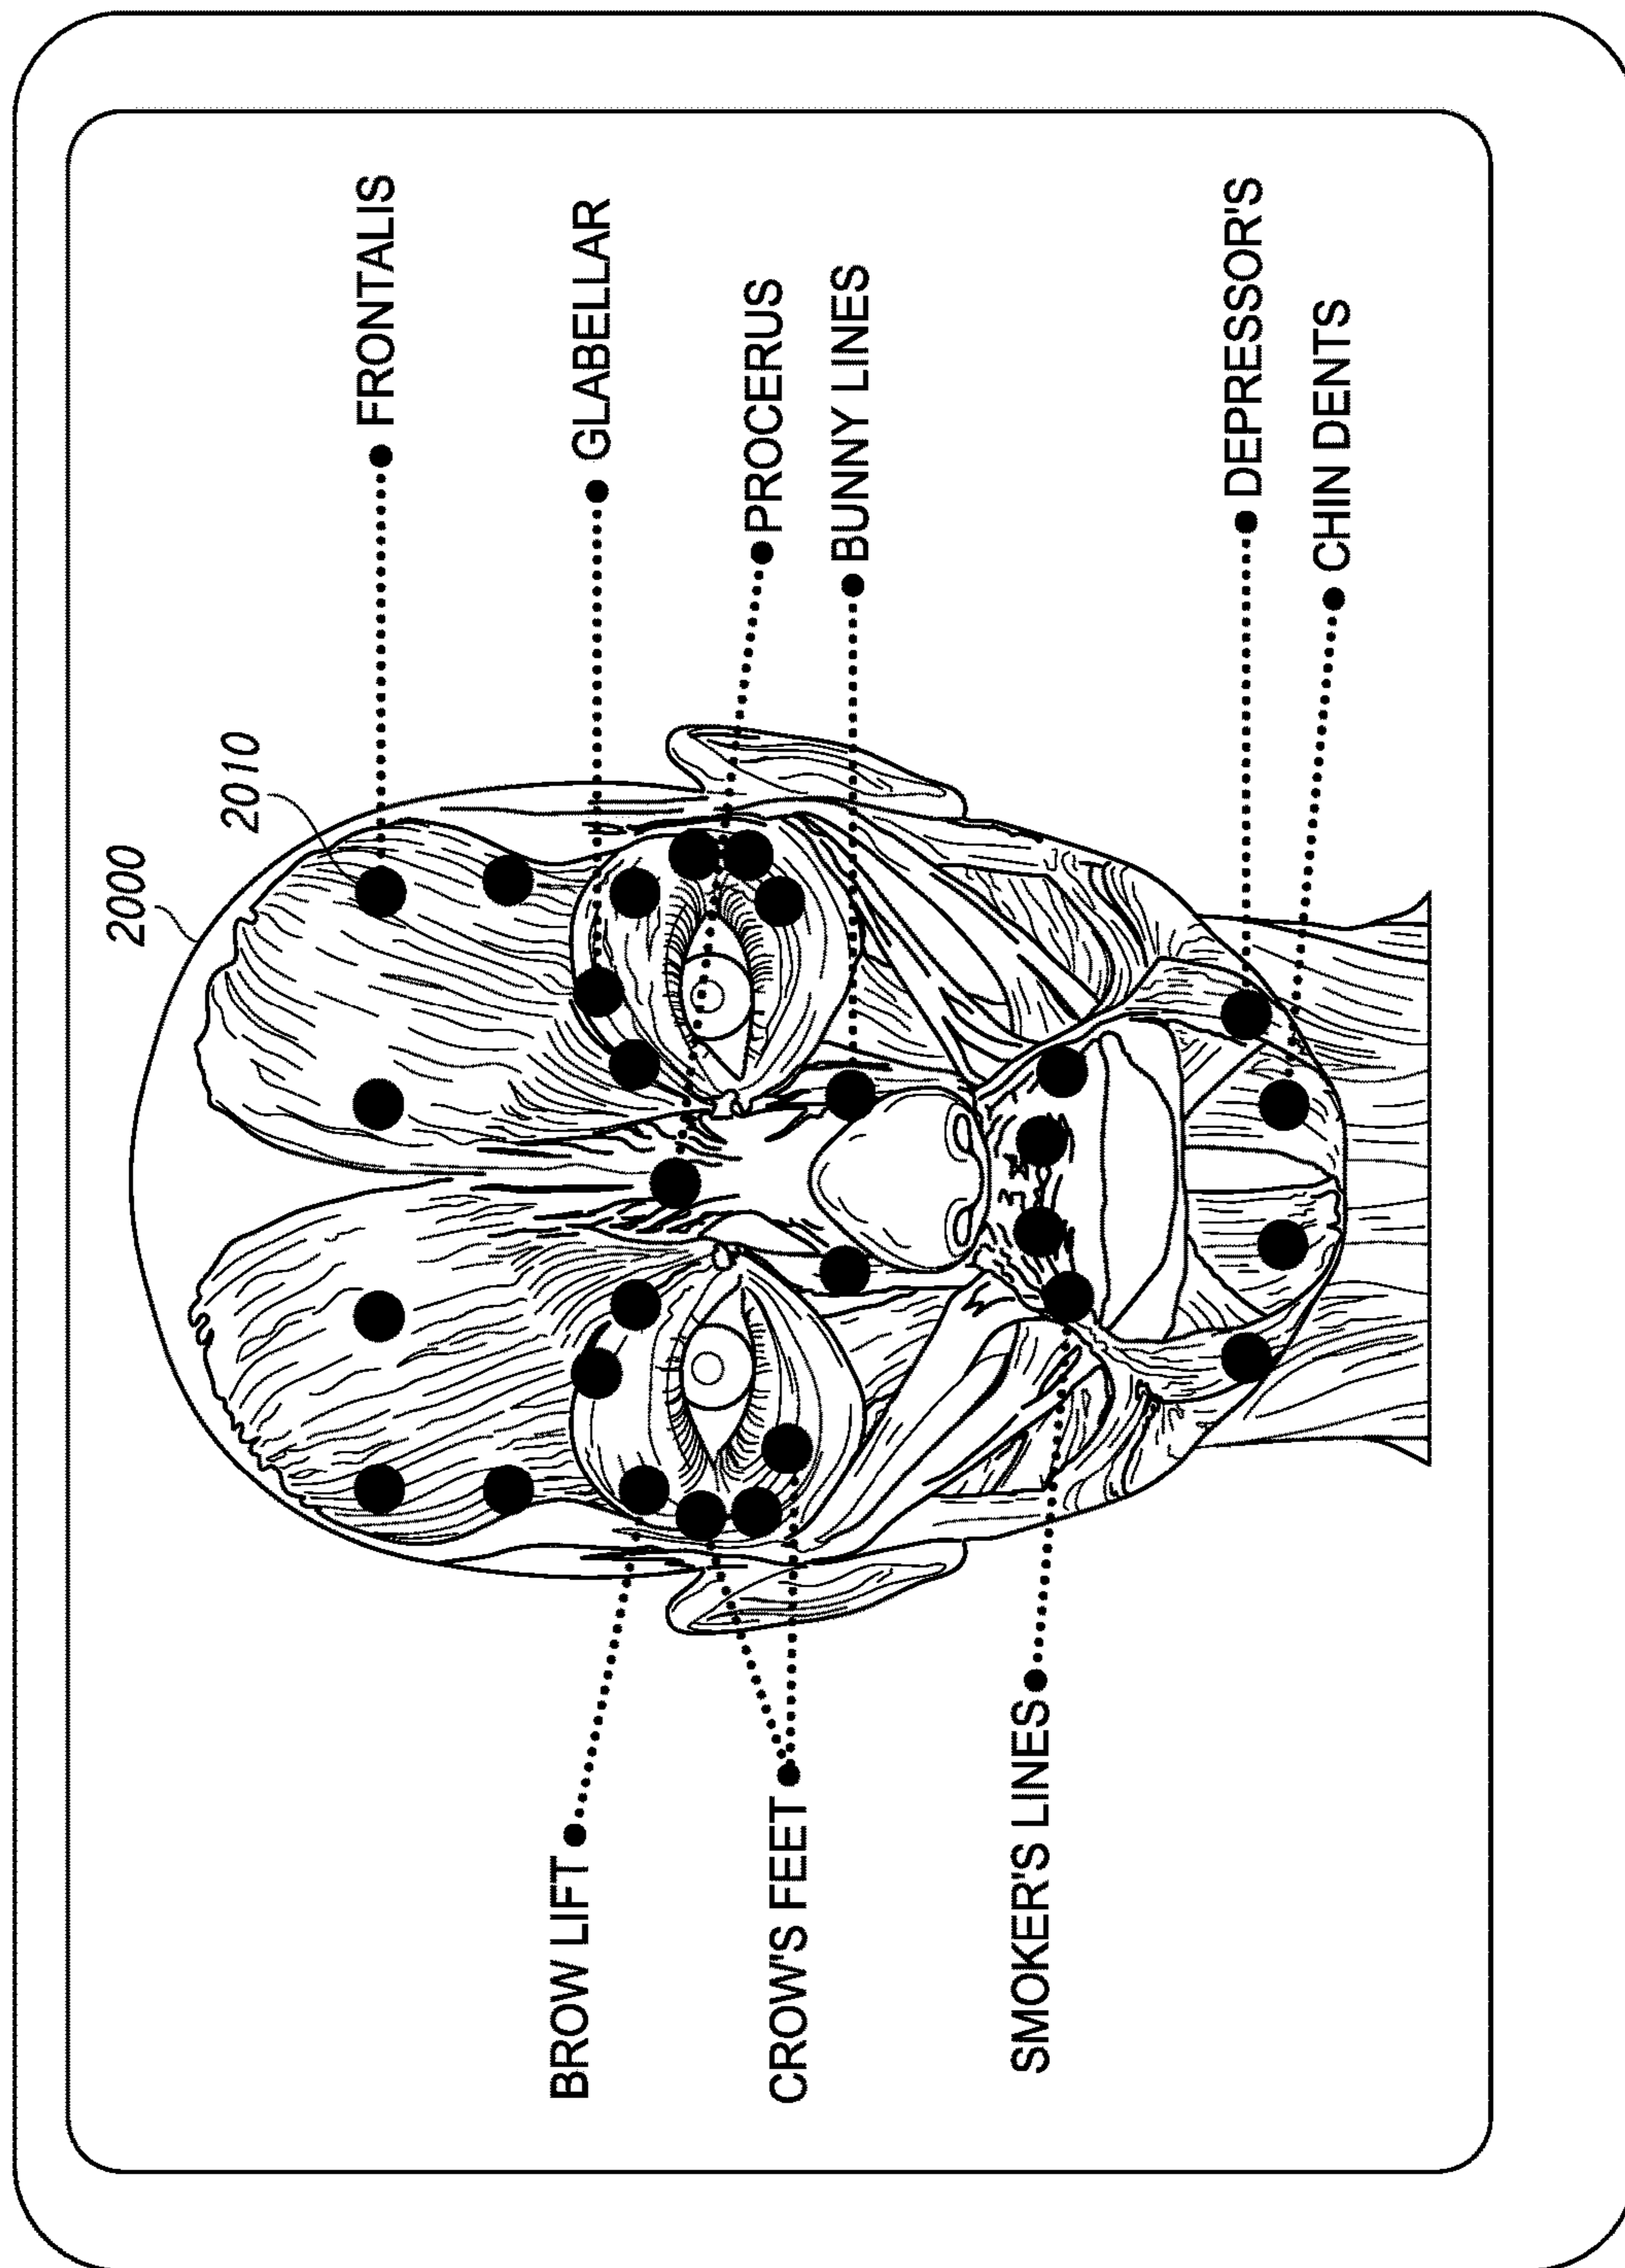 2000
2010
FRONTALIS
GLABELLAR
PROCERUS
BUNNY LINES
DEPRESSOR'S
CHIN DENTS
BROW LIFT
CROW'S FEET
SMOKER'S LINES